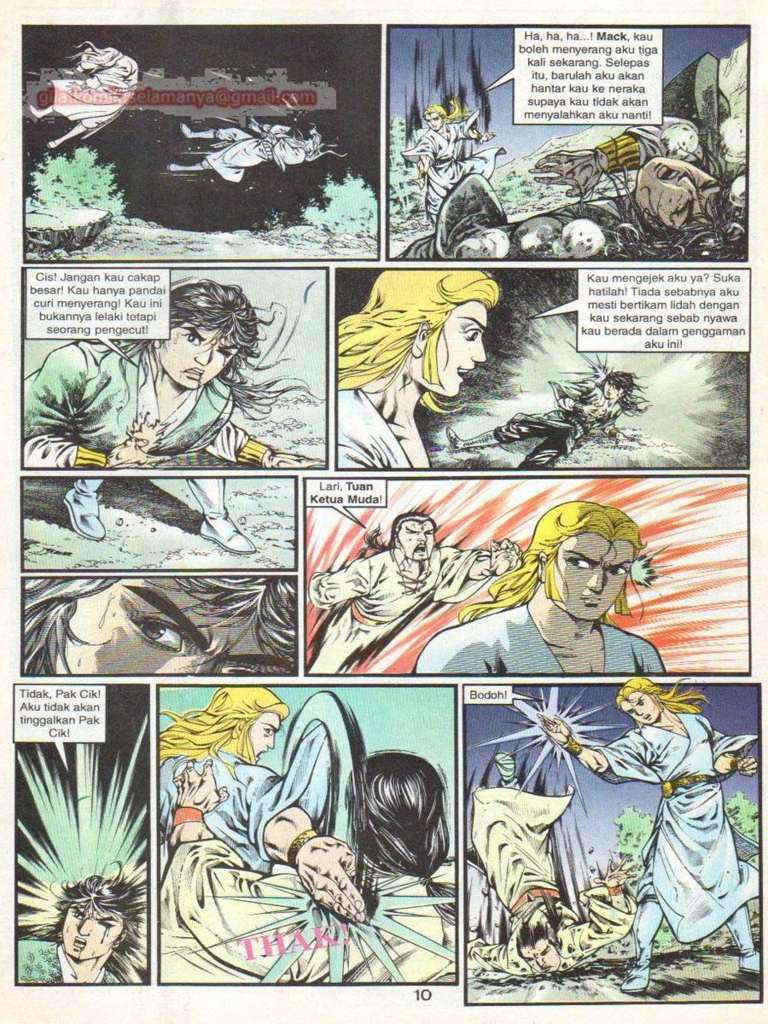 gilakomikselamanya@gmail.com
Ha, ha, ha...! Mack, kau
boleh menyerang aku tiga
kali sekarang. Selepas
itu, barulah aku akan
hantar kau ke neraka
supaya kau tidak akan
menyalahkan aku nanti!
Cis! Jangan kau cakap
besar! Kau hanya pandai
curi menyerang! Kau ini
bukannya lelaki tetapi
seorang pengecut!
Kau mengejek aku ya? Suka
hatilah! Tiada sebabnya aku
mesti bertikam lidah dengan
kau sekarang sebab nyawa
kau berada dalam genggaman
aku ini!
Lari, Tuan
Ketua Muda!
Tidak, Pak Cik!
Aku tidak akan
tinggalkan Pak
Cik!
THAK!
Bodoh!
10